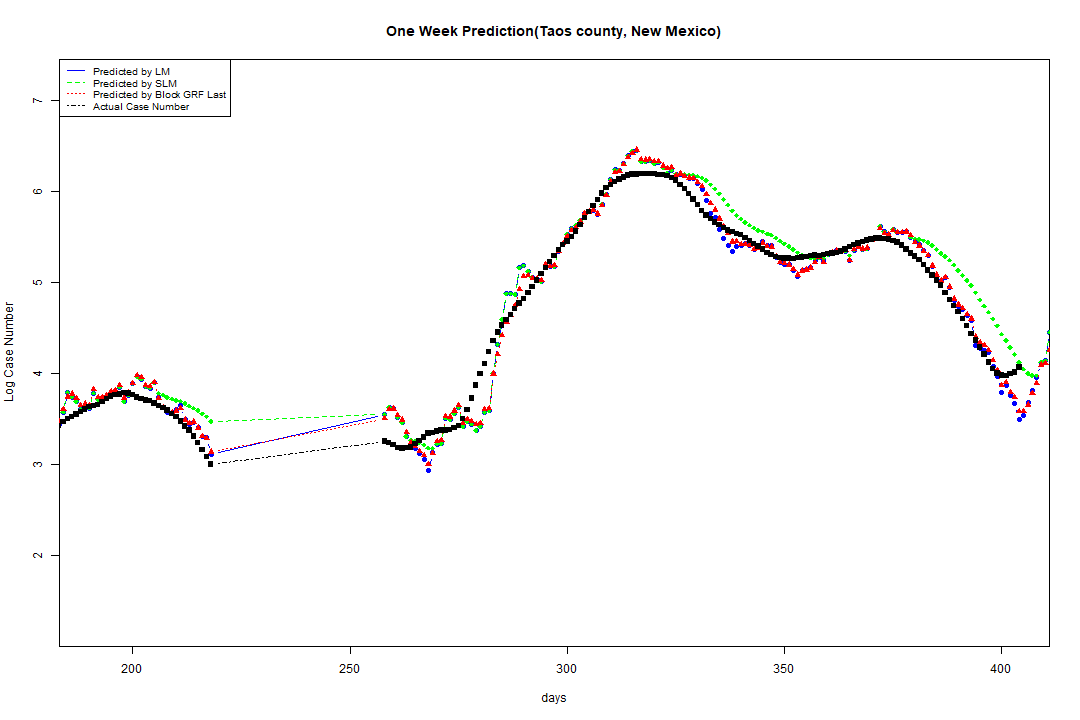 One Week Prediction(Taos county, New Mexico)
Predicted by LM
Predicted by SLM
Predicted by Block GRF Last
Actual Case Number
7
6
5
4
3
2
Log Case Number
200
250
300
350
400
days